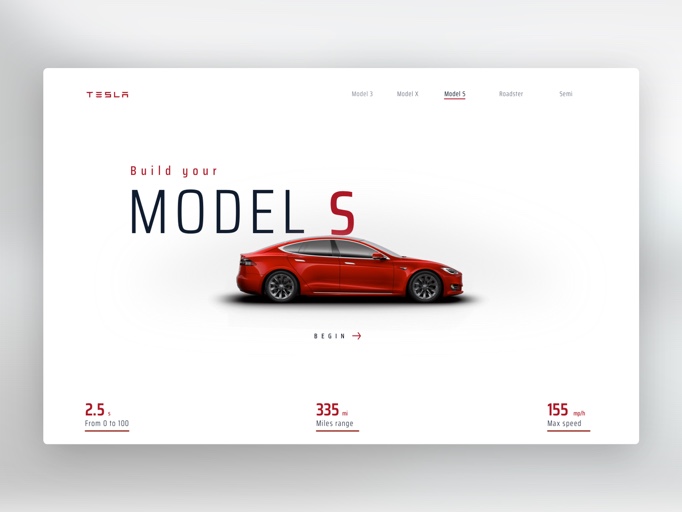 TESLA
Model 3 Model X Model S Roadster Semi
Build your
MODEL S
BEGIN →
2.5 s
From 0 to 100
335 mi
Miles range
155 mp/h
Max speed